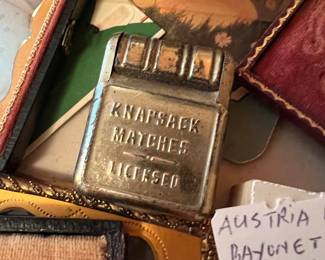 KNAPSACK
MATCHES
LICENSED
AUSTRIA
BAYONET